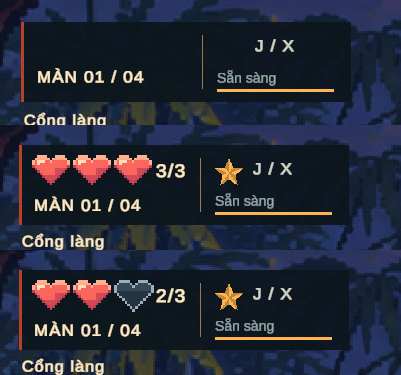 J / X
Sẵn sàng
MÀN 01 / 04
Cổng làng
3/3
J / X
Sẵn sàng
MÀN 01 / 04
Cổng làng
2/3
J / X
Sẵn sàng
MÀN 01 / 04
Cổng làng